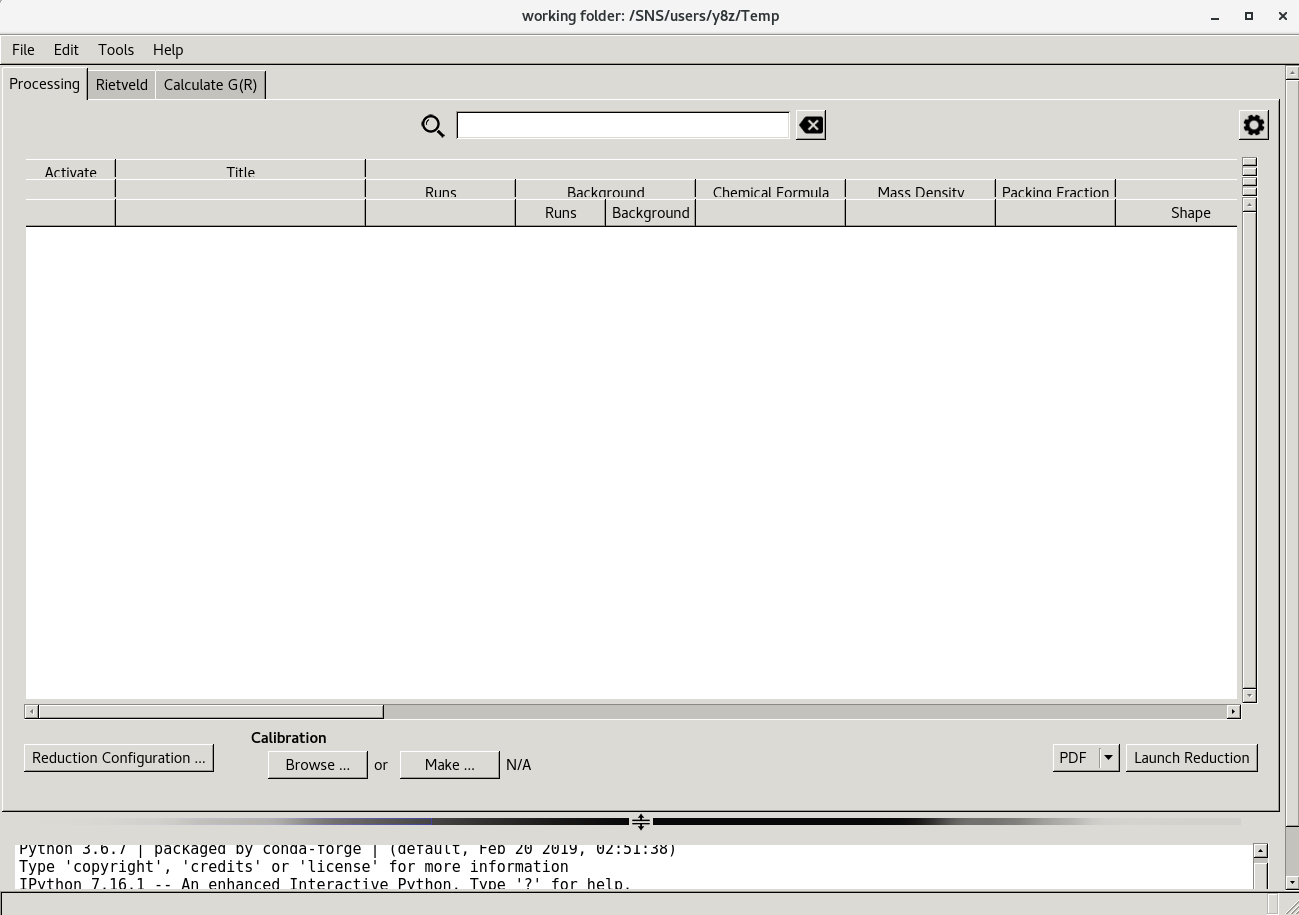 working folder: /SNS/users/y8z/Temp
File Edit Tools Help
Processing Rietveld Calculate G(R)
Activate Title
Runs Background Chemical Formula Mass Density Packing Fraction
Runs Background Shape
Calibration
Reduction Configuration ... Browse ... or Make ... N/A PDF Launch Reduction
Python 3.6.7 | packaged by conda-forge | (default, Feb 20 2019, 02:51:38)
Type 'copyright', 'credits' or 'license' for more information
IPython 7.16.1 -- An enhanced Interactive Python. Type '?' for help.